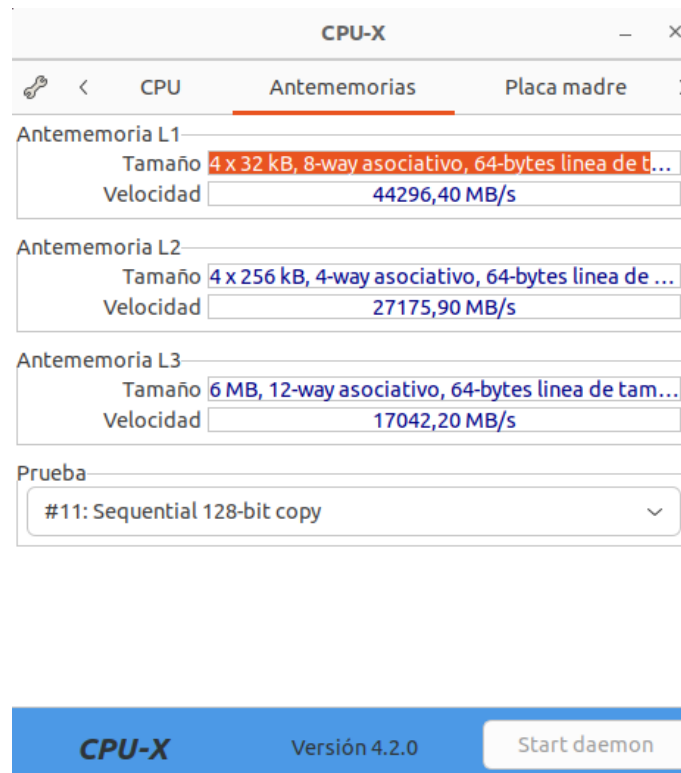 CPU-X
CPU Antememorias Placa madre
Antememoria L1
Tamaño 4 x 32 kB, 8-way asociativo, 64-bytes linea de t...
Velocidad 44296,40 MB/s
Antememoria L2
Tamaño 4 x 256 kB, 4-way asociativo, 64-bytes linea de ...
Velocidad 27175,90 MB/s
Antememoria L3
Tamaño 6 MB, 12-way asociativo, 64-bytes linea de tam...
Velocidad 17042,20 MB/s
Prueba
#11: Sequential 128-bit copy
CPU-X Versión 4.2.0 Start daemon